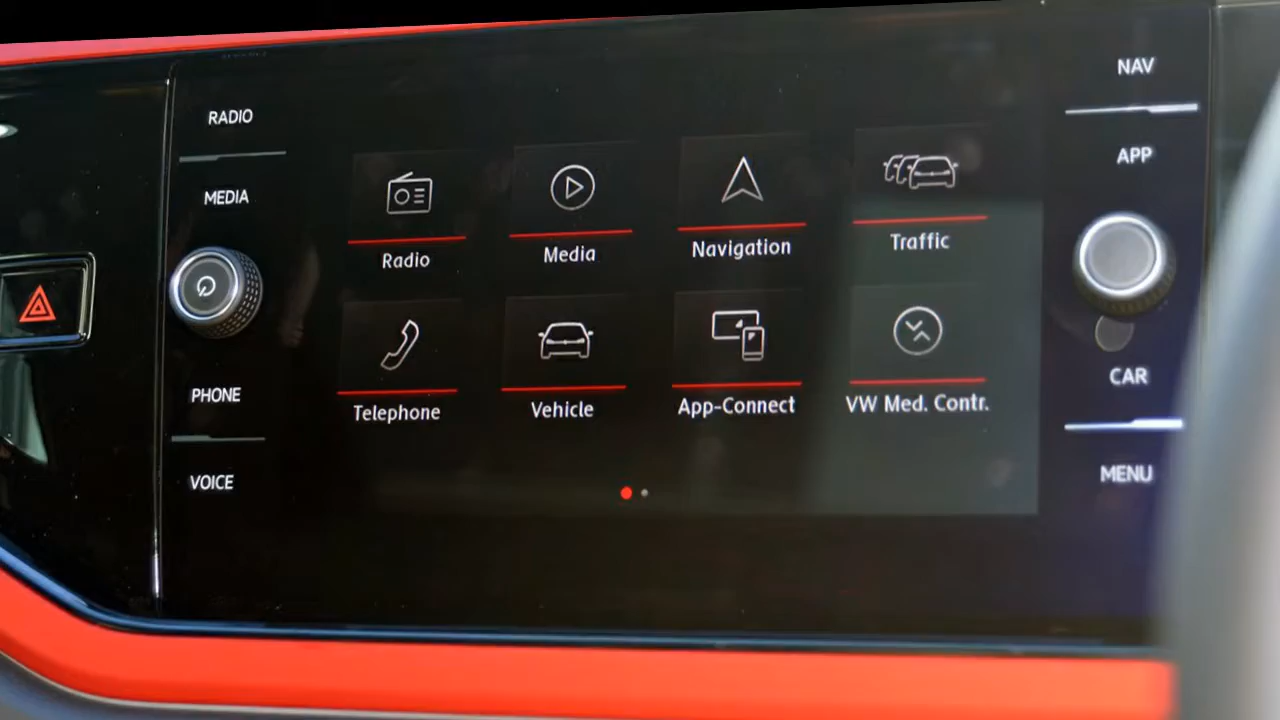 RADIO
MEDIA
PHONE
VOICE
Radio
Media
Navigation
Traffic
Telephone
Vehicle
App-Connect
VW Med. Contr.
NAV
APP
CAR
MENU